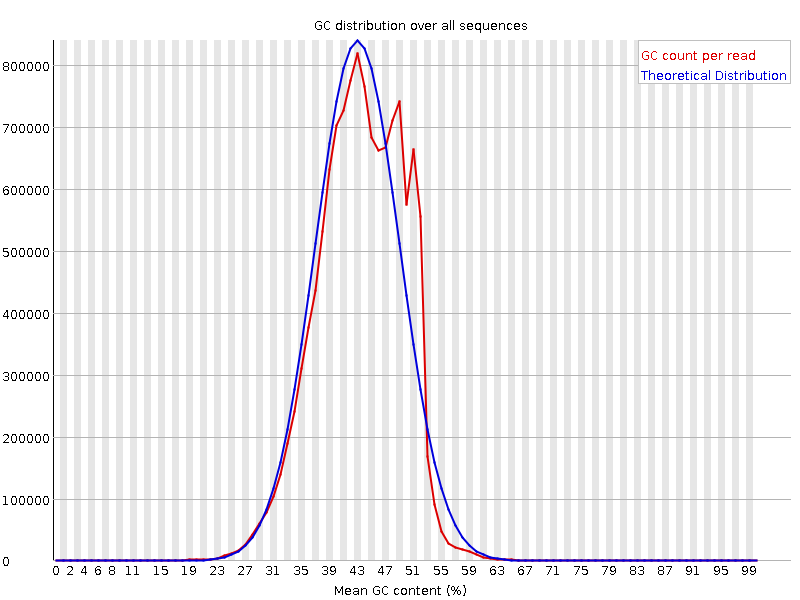 GC distribution over all sequences
GC count per read
Theoretical Distribution
800000
700000
600000
500000
400000
300000
200000
100000
0
0 2 4 6 8 11 15 19 23 27 31 35 39 43 47 51 55 59 63 67 71 75 79 83 87 91 95 99
Mean GC content (%)